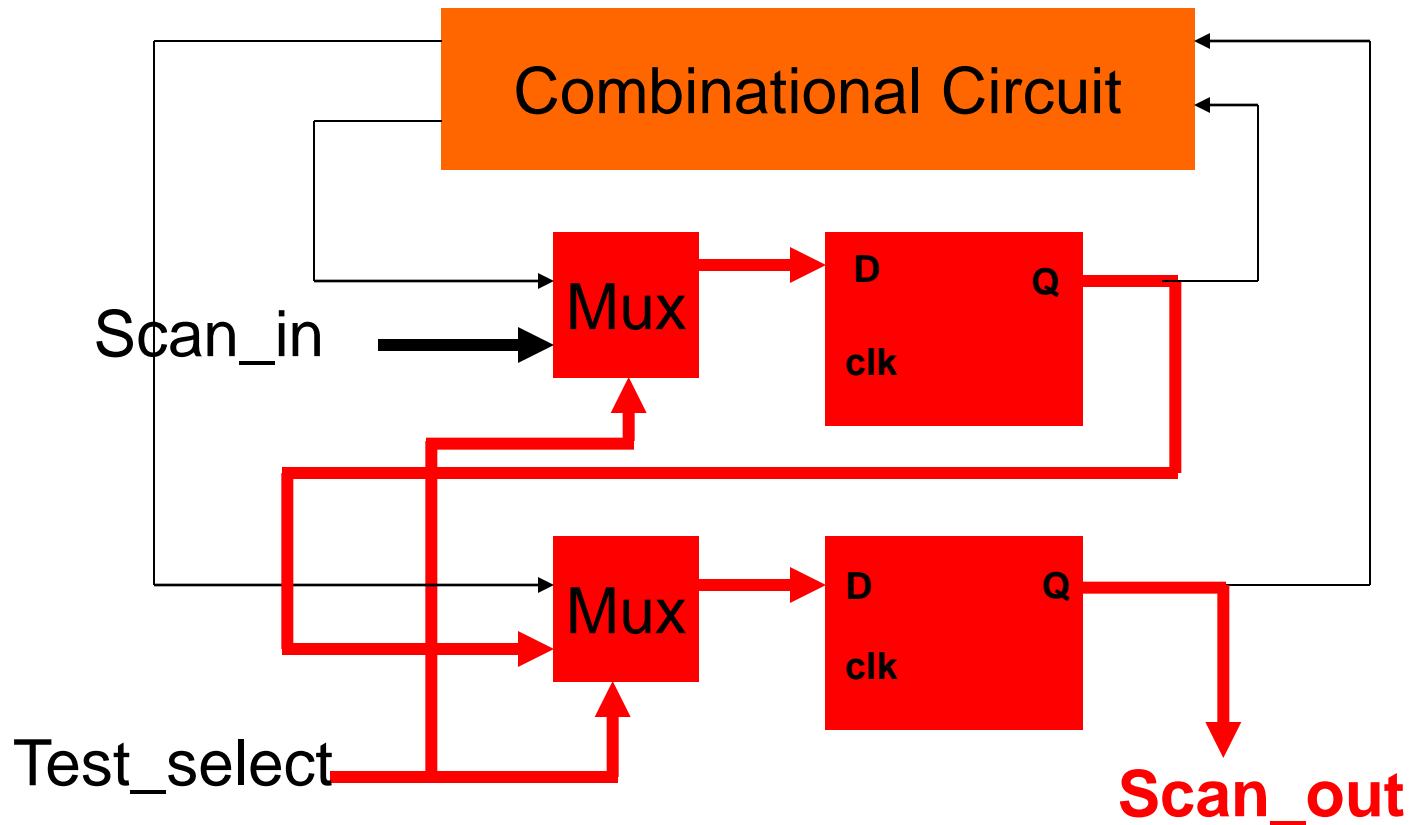 Combinational Circuit
Mux
D
Q
Scan_in
clk
Mux
D
Q
clk
Test_select
Scan_out